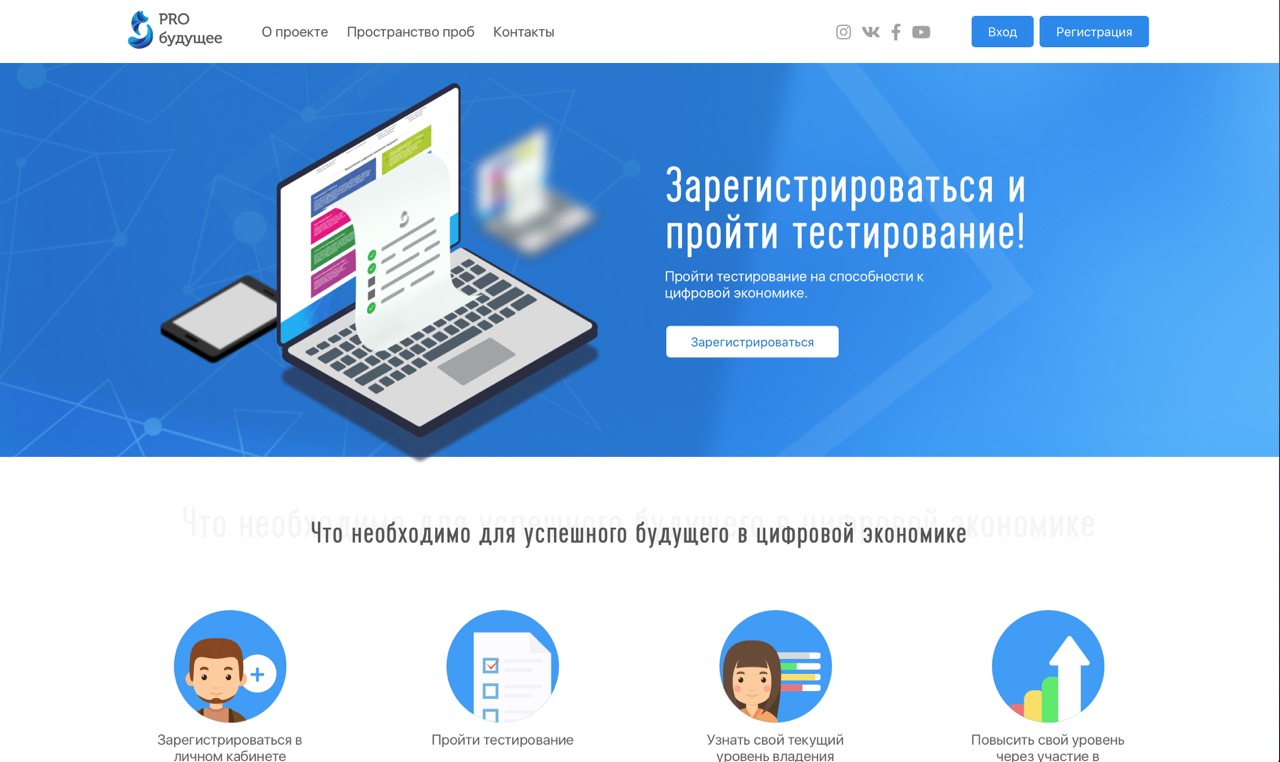 PRO
будущее
О проекте
Пространство проб
Контакты
Вход
Регистрация
Зарегистрироваться и
пройти тестирование!
Пройти тестирование на способности к
цифровой экономике.
Зарегистрироваться
Что необходимо для успешного будущего в цифровой экономике
Что необходимо для успешного будущего в цифровой экономике
Зарегистрироваться в
личном кабинете
Пройти тестирование
Узнать свой текущий
уровень владения
Повысить свой уровень
через участие в